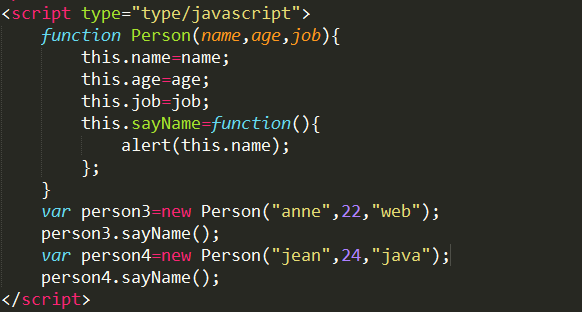 <script type="type/javascript">
    function Person(name,age,job){
        this.name=name;
        this.age=age;
        this.job=job;
        this.sayName=function(){
            alert(this.name);
        };
    }
    var person3=new Person("anne",22,"web");
    person3.sayName();
    var person4=new Person("jean",24,"java");
    person4.sayName();
</script>